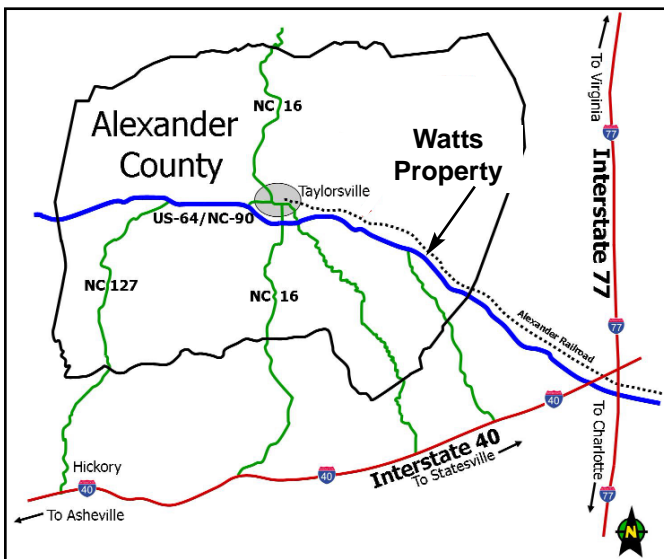 To Virginia
77
NC 16
Alexander
County
Watts
Property
Interstate 77
Taylorsville
US-64/NC-90
NC 127
NC 16
Alexander Railroad
77
40
To Charlotte
Interstate 40
To Statesville
40
Hickory
40
To Asheville
77
N